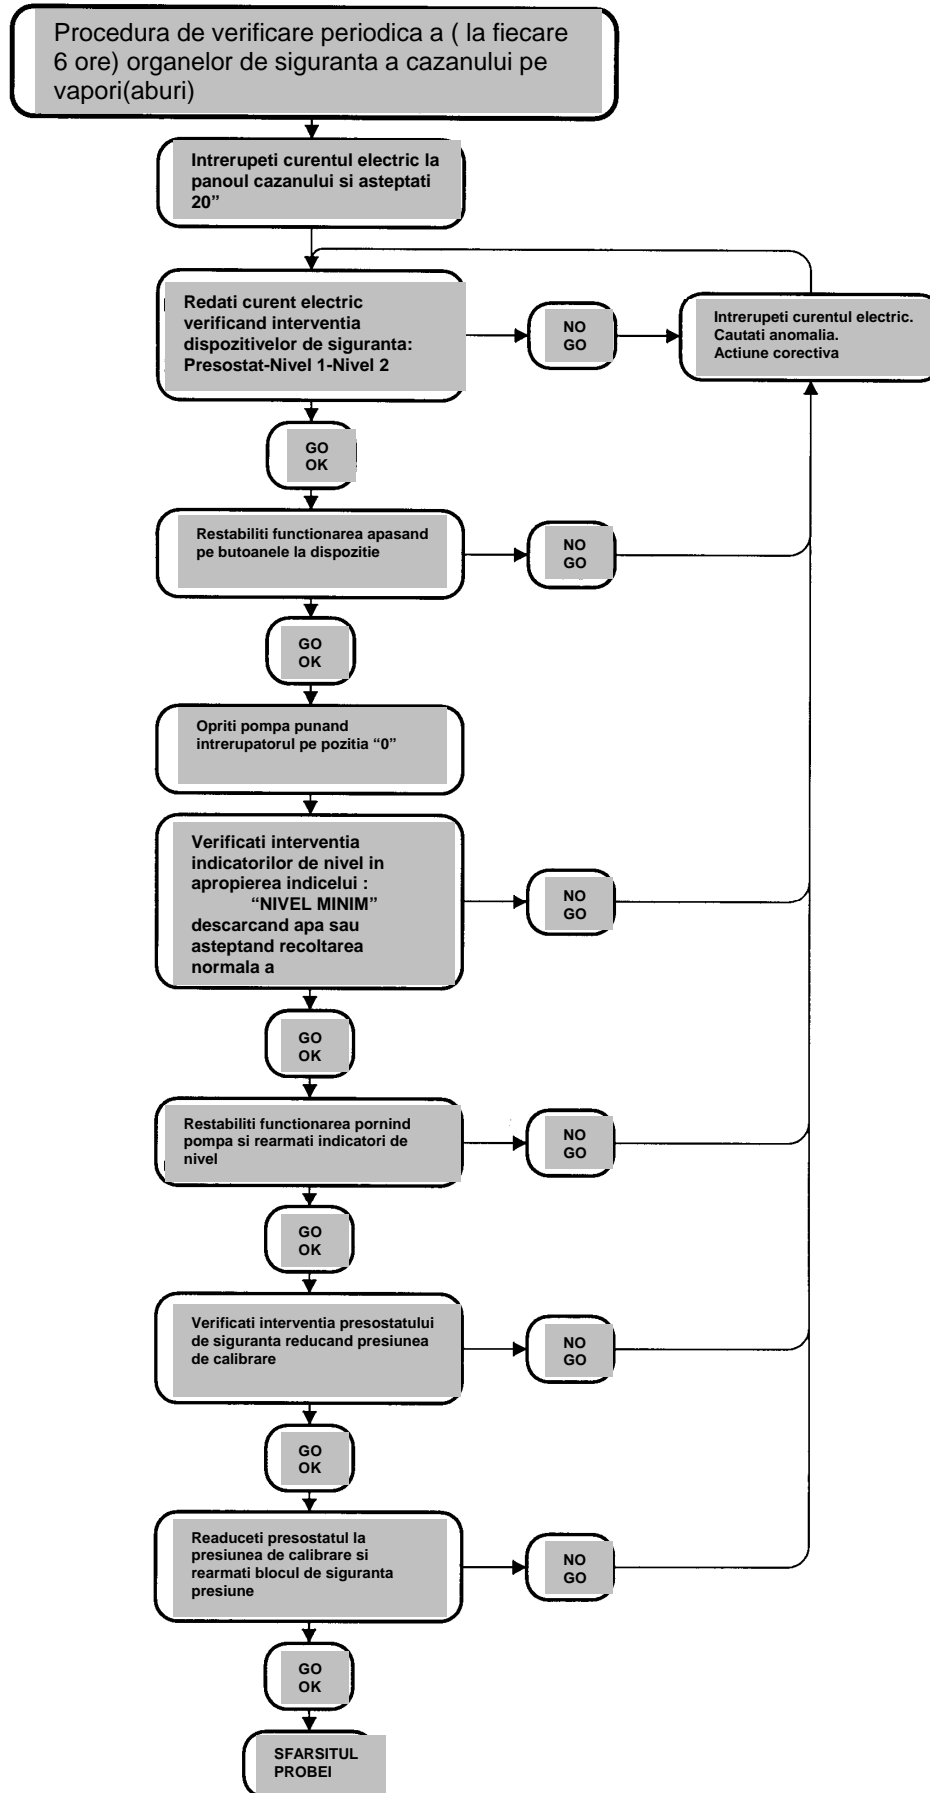 Procedura de verificare periodica a ( la fiecare
6 ore) organelor de siguranta a cazanului pe
vapori(aburi)
Intrerupeti curentul electric la
panoul cazanului si asteptati
20”
Redati curent electric
verificand interventia
dispozitivelor de siguranta:
Presostat-Nivel 1-Nivel 2
NO
GO
Intrerupeti curentul electric.
Cautati anomalia.
Actiune corectiva
GO
OK
Restabiliti functionarea apasand
pe butoanele la dispozitie
NO
GO
GO
OK
Opriti pompa punand
intrerupatorul pe pozitia “0”
Verificati interventia
indicatorilor de nivel in
apropierea indicelui :
“NIVEL MINIM”
descarcand apa sau
asteptand recoltarea
normala a
NO
GO
GO
OK
Restabiliti functionarea pornind
pompa si rearmati indicatori de
nivel
NO
GO
GO
OK
Verificati interventia presostatului
de siguranta reducand presiunea
de calibrare
NO
GO
GO
OK
Readuceti presostatul la
presiunea de calibrare si
rearmati blocul de siguranta
presiune
NO
GO
GO
OK
SFARSITUL
PROBEI